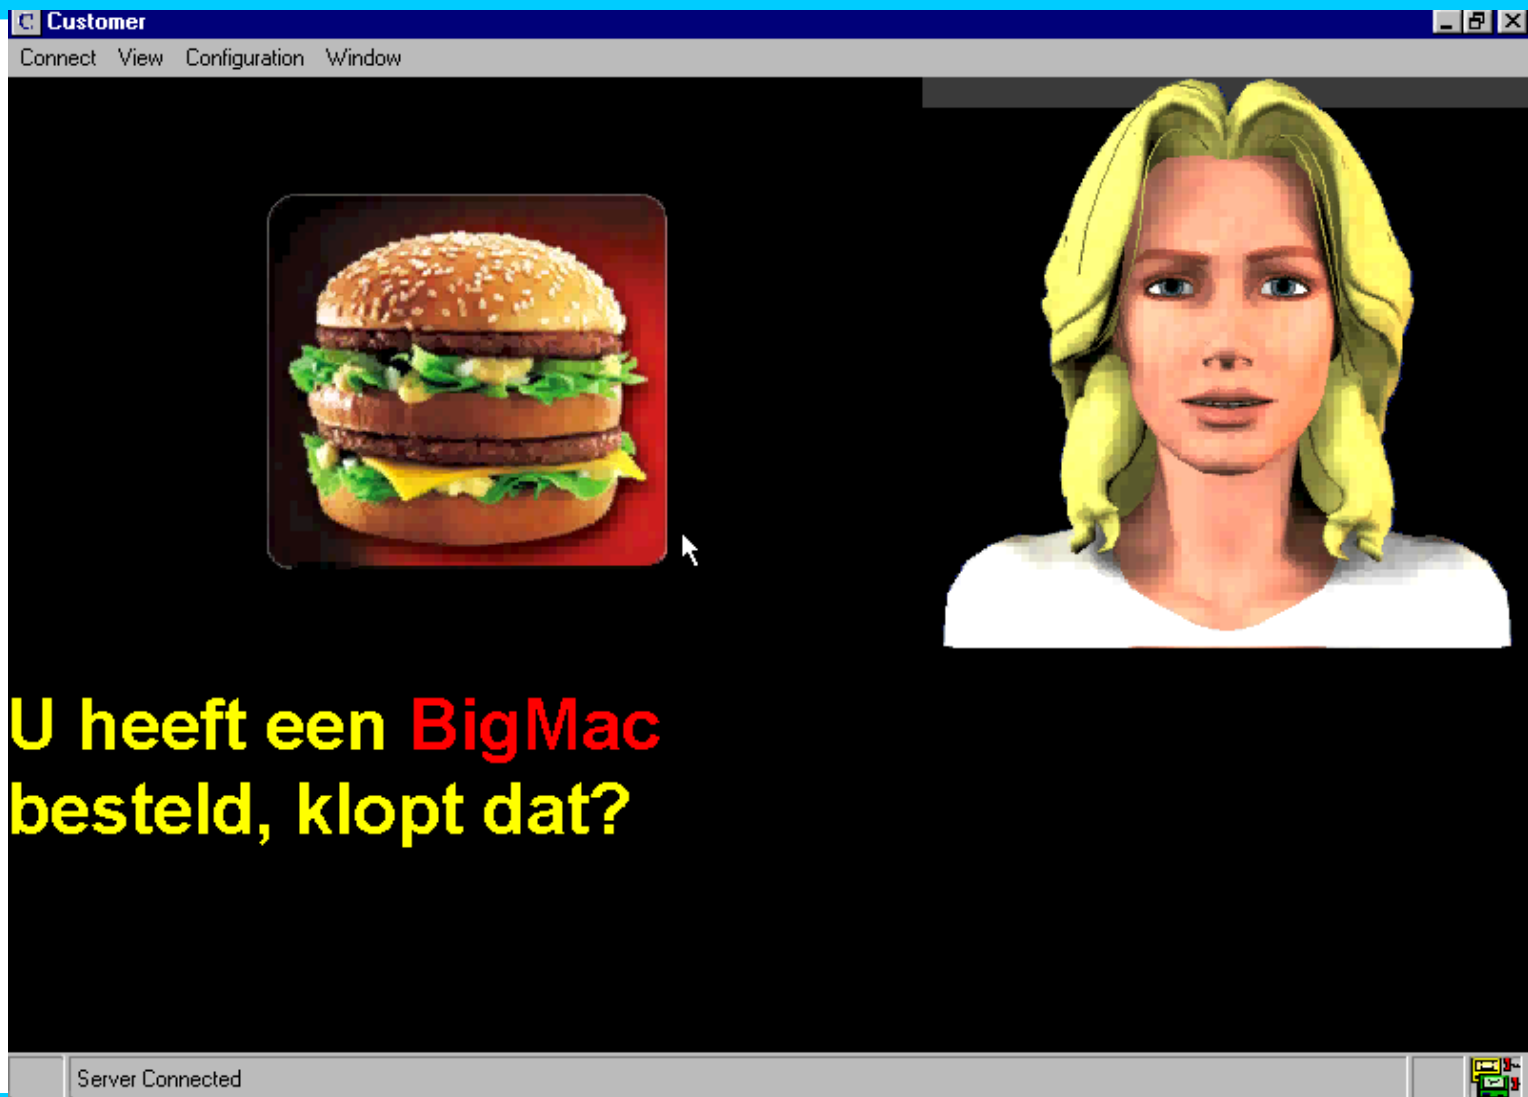 C Customer
Connect View Configuration Window
U heeft een BigMac
besteld, klopt dat?
Server Connected